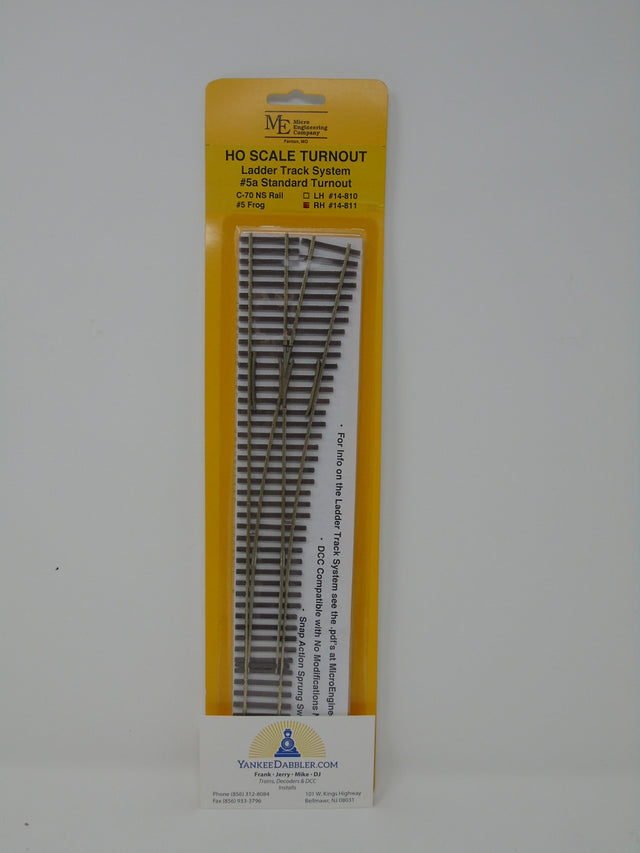 ME Micro
Engineering
Company
Fenton, MO
HO SCALE TURNOUT
Ladder Track System
#5a Standard Turnout
C-70 NS Rail
LH #14-810
#5 Frog
RH #14-811
· For Info on the Ladder Track System see the .pdf's at MicroEngine
· DCC Compatible with No Modifications
· Snap Action Sprung Sw
YANKEEDABBLER.COM
Frank · Jerry · Mike · DJ
Trains, Decoders & DCC
Installs
Phone (856) 312-8084
101 W. Kings Highway
Fax (856) 933-3796
Bellmawr, NJ 08031